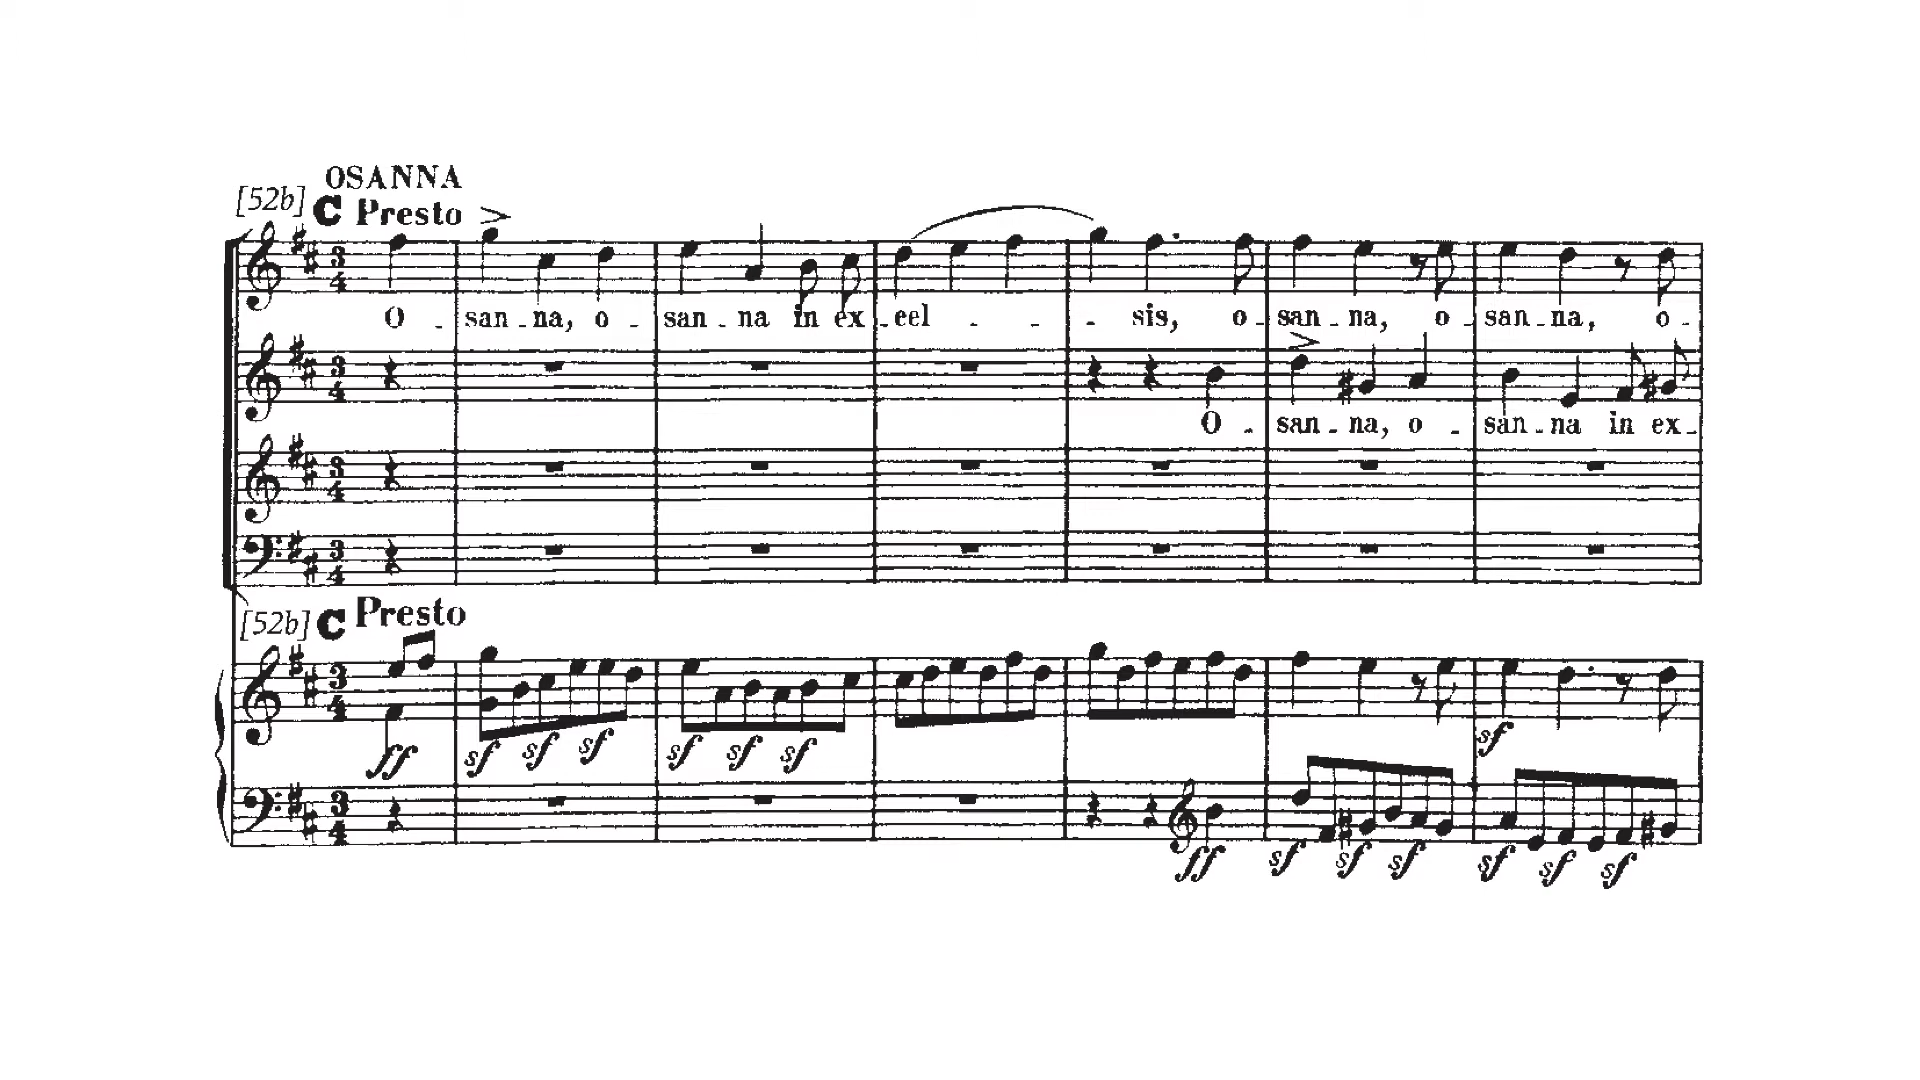 OSANNA
[52b] C Presto
O - san - na, o - san - na in ex - cel - - - - sis, o - san - na, o - san - na, o -
O - san - na, o - san - na in ex -
[52b] C Presto
ff sf sf sf sf sf sf sf
ff sf sf sf sf sf sf